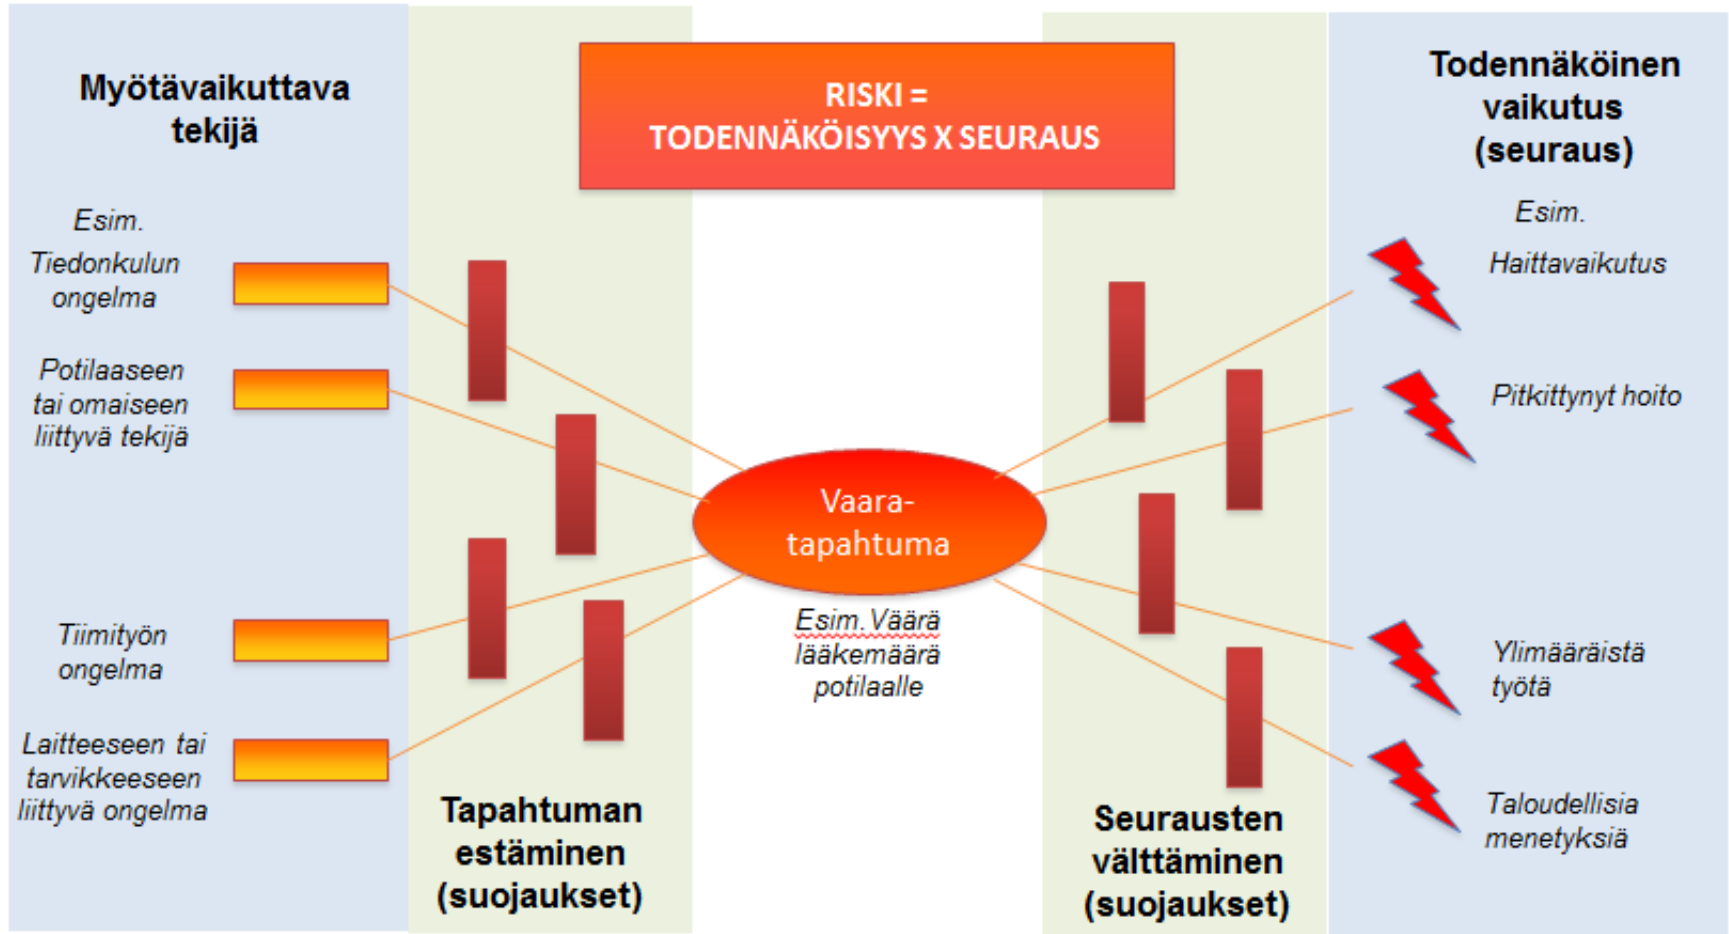 Myötävaikuttava
tekijä
Esim.
Tiedonkulun
ongelma
Potilaaseen
tai omaiseen
liittyvä tekijä
Tiimityön
ongelma
Laitteeseen tai
tarvikkeeseen
liittyvä ongelma
Tapahtuman
estäminen
(suojaukset)
RISKI =
TODENNÄKÖISYYS X SEURAUS
Vaara-
tapahtuma
Esim. Väärä
lääkemäärä
potilaalle
Seurausten
välttäminen
(suojaukset)
Todennäköinen
vaikutus
(seuraus)
Esim.
Haittavaikutus
Pitkittynyt hoito
Ylimääräistä
työtä
Taloudellisia
menetyksiä